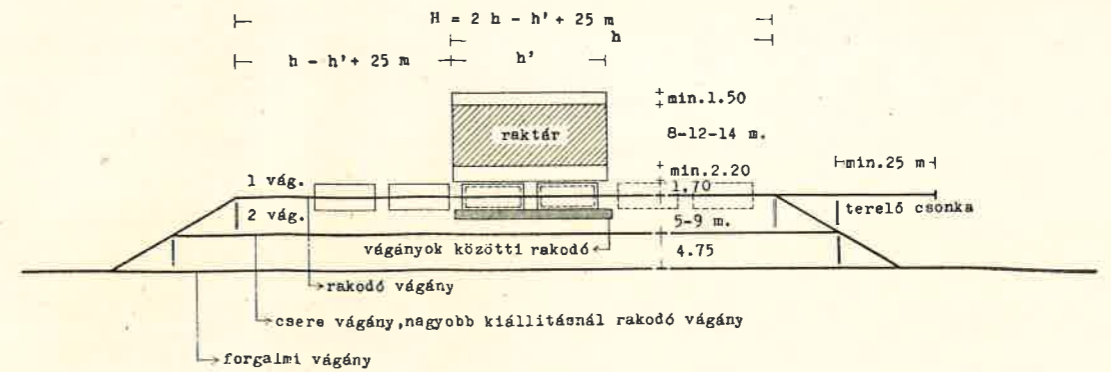 H = 2 h - h' + 25 m
h
h - h' + 25 m
h'
min.1.50
raktár
8-12-14 m.
min.2.20
min.25 m
1 vág.
1.70
2 vág.
5-9 m.
terelő csonka
vágányok közötti rakodó
4.75
rakodó vágány
csere vágány,nagyobb kiállitásnál rakodó vágány
forgalmi vágány